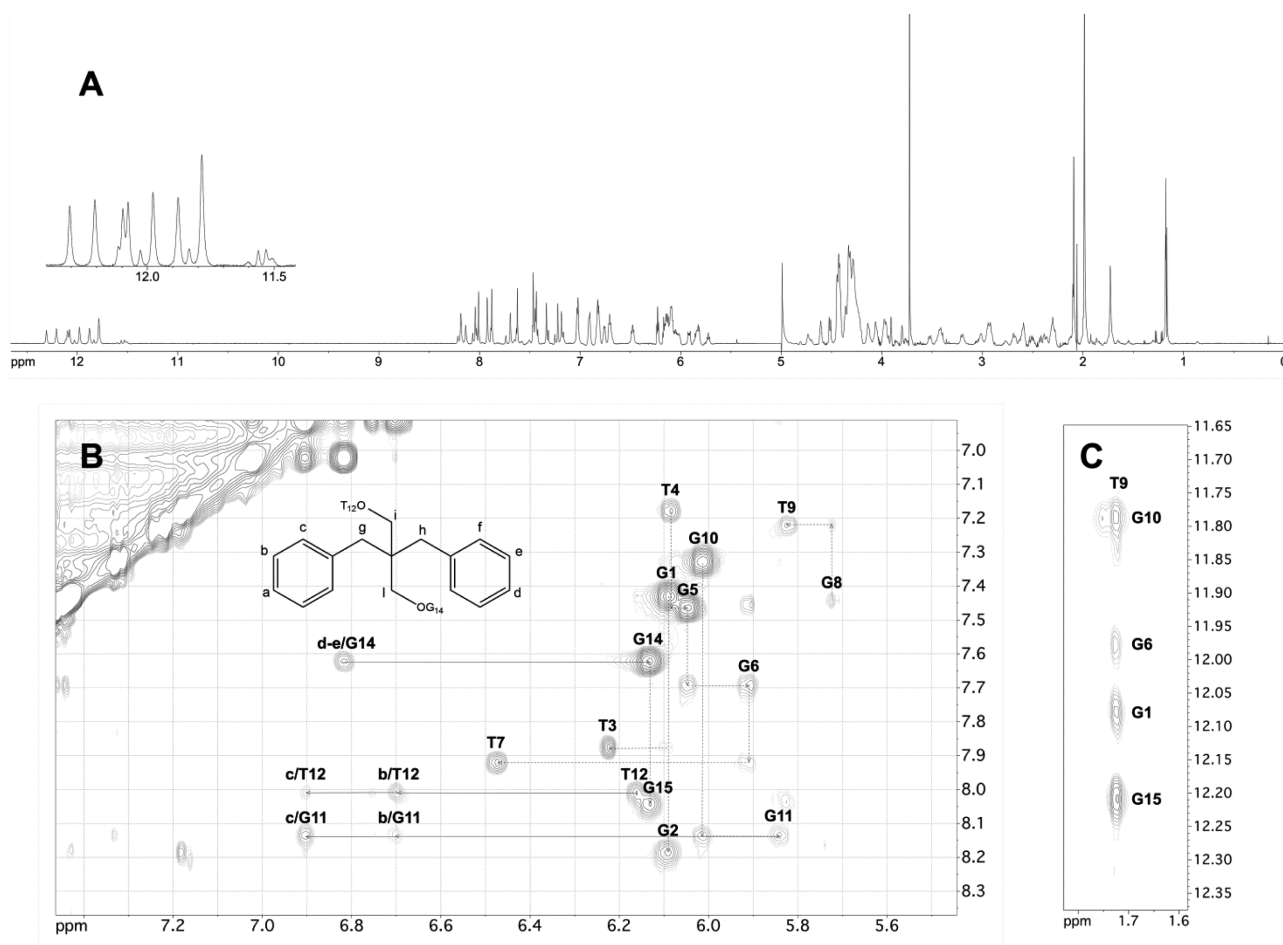 A
12.0 11.5
ppm 12 11 10 9 8 7 6 5 4 3 2 1 0
B
C
11.65
11.70
11.75
11.80
11.85
11.90
11.95
12.00
12.05
12.10
12.15
12.20
12.25
12.30
12.35
7.0
7.1
7.2
7.3
7.4
7.5
7.6
7.7
7.8
7.9
8.0
8.1
8.2
8.3
T4
T9
G10
G1
G5
G8
T12O
i
c g h f
b e
a d
l
OG14
d-e/G14 G14
G6
T3
T7
c/T12 b/T12 T12
G15
c/G11 b/G11 G2 G11
ppm 7.2 7.0 6.8 6.6 6.4 6.2 6.0 5.8 5.6
T9
G10
G6
G1
G15
ppm 1.7 1.6